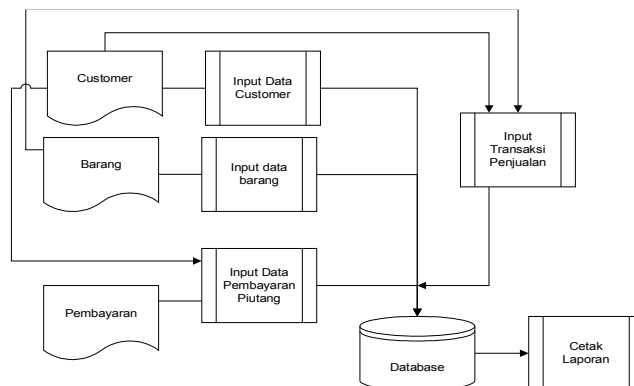 Customer
Input Data
Customer
Input
Transaksi
Penjualan
Barang
Input data
barang
Input Data
Pembayaran
Piutang
Pembayaran
Database
Cetak
Laporan